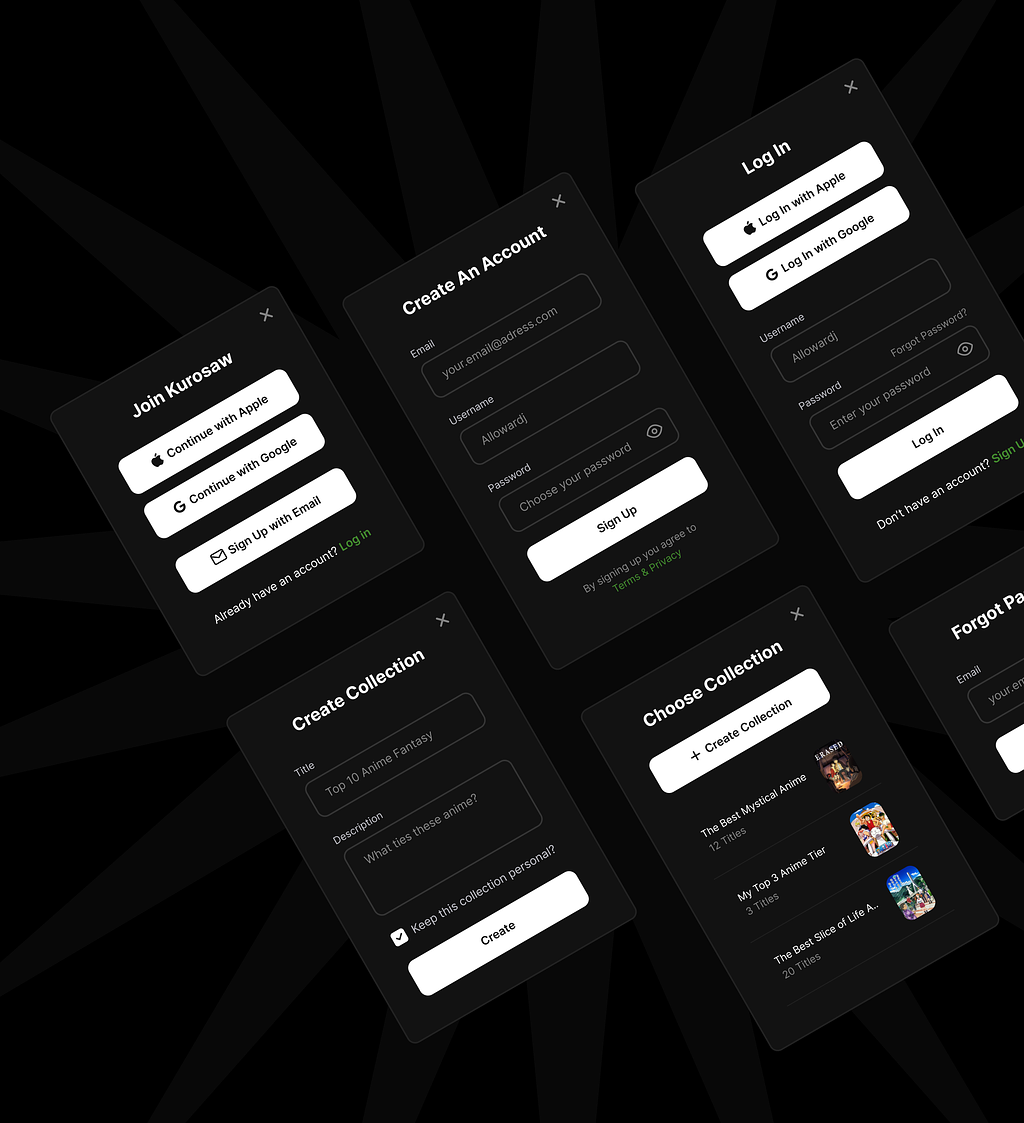 Join Kurosaw
Continue with Apple
Continue with Google
Sign Up with Email
Already have an account? Log in
Create An Account
Email
your.email@adress.com
Username
Allowardj
Password
Choose your password
Sign Up
By signing up you agree to
Terms & Privacy
Log In
Log In with Apple
Log In with Google
Username
Allowardj
Forgot Password?
Password
Enter your password
Log In
Don't have an account? Sign U
Create Collection
Title
Top 10 Anime Fantasy
Description
What ties these anime?
Keep this collection personal?
Create
Choose Collection
+ Create Collection
ERASED
The Best Mystical Anime
12 Titles
My Top 3 Anime Tier
3 Titles
The Best Slice of Life A..
20 Titles
Forgot Pa
Email
your.em